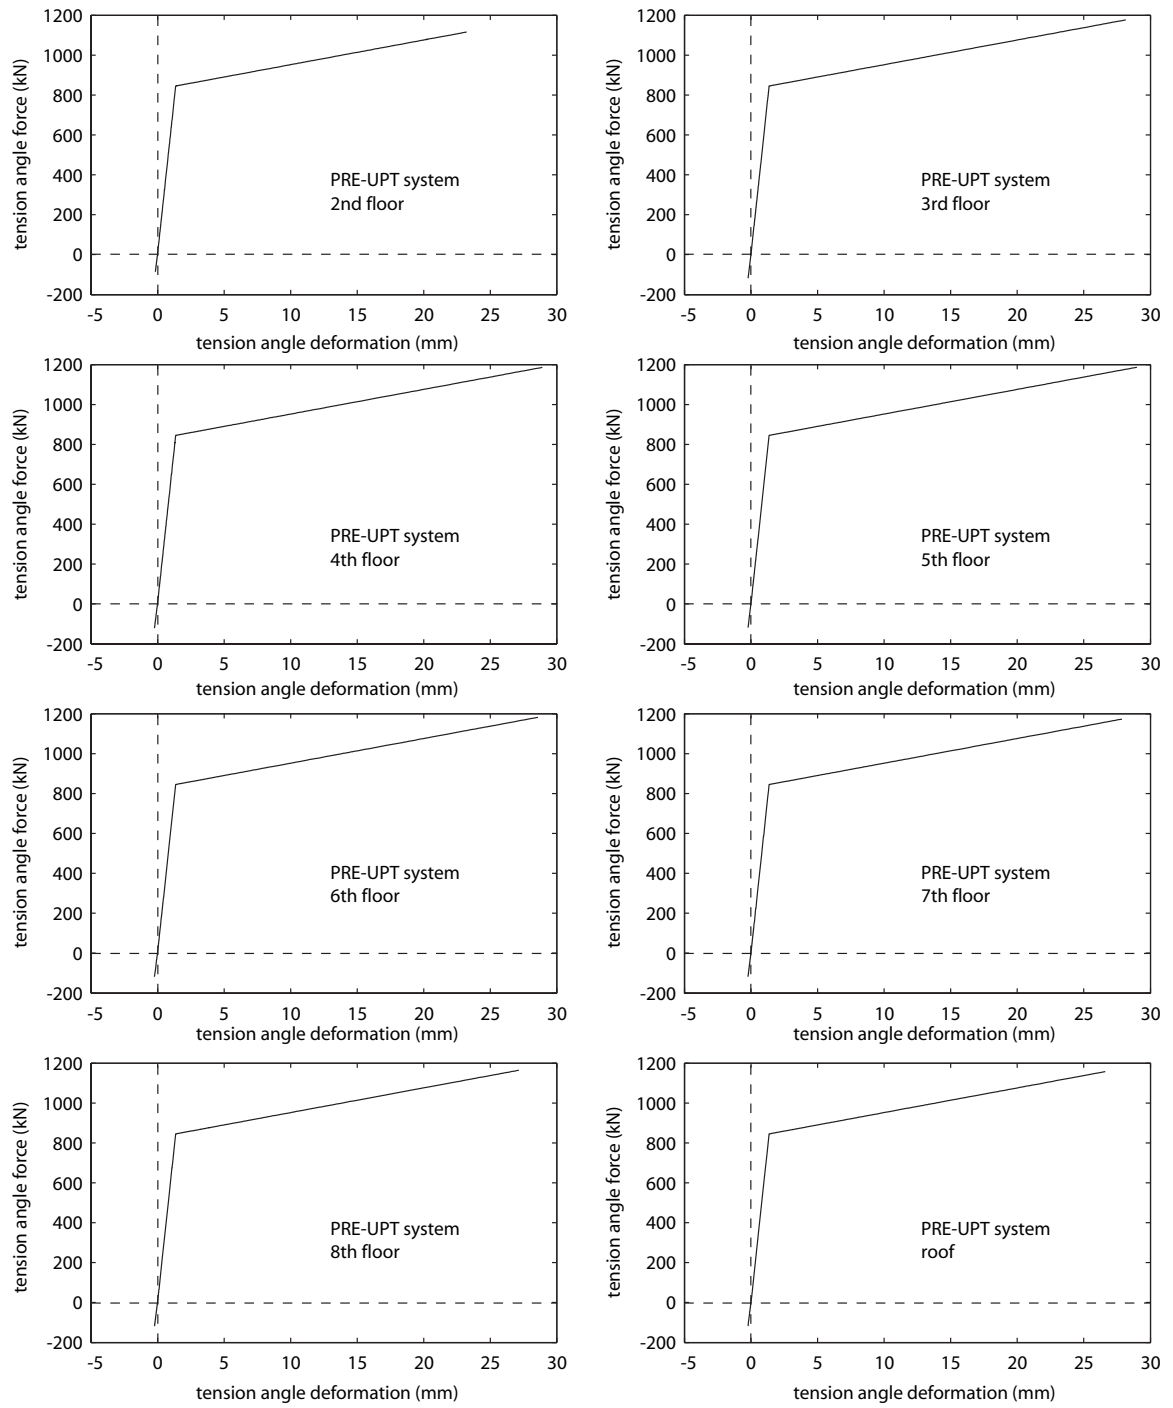 1200
1000
800
600
400
200
0
-200
-5 0 5 10 15 20 25 30
tension angle force (kN)
tension angle deformation (mm)
PRE-UPT system
2nd floor
1200
1000
800
600
400
200
0
-200
-5 0 5 10 15 20 25 30
tension angle force (kN)
tension angle deformation (mm)
PRE-UPT system
3rd floor
1200
1000
800
600
400
200
0
-200
-5 0 5 10 15 20 25 30
tension angle force (kN)
tension angle deformation (mm)
PRE-UPT system
4th floor
1200
1000
800
600
400
200
0
-200
-5 0 5 10 15 20 25 30
tension angle force (kN)
tension angle deformation (mm)
PRE-UPT system
5th floor
1200
1000
800
600
400
200
0
-200
-5 0 5 10 15 20 25 30
tension angle force (kN)
tension angle deformation (mm)
PRE-UPT system
6th floor
1200
1000
800
600
400
200
0
-200
-5 0 5 10 15 20 25 30
tension angle force (kN)
tension angle deformation (mm)
PRE-UPT system
7th floor
1200
1000
800
600
400
200
0
-200
-5 0 5 10 15 20 25 30
tension angle force (kN)
tension angle deformation (mm)
PRE-UPT system
8th floor
1200
1000
800
600
400
200
0
-200
-5 0 5 10 15 20 25 30
tension angle force (kN)
tension angle deformation (mm)
PRE-UPT system
roof